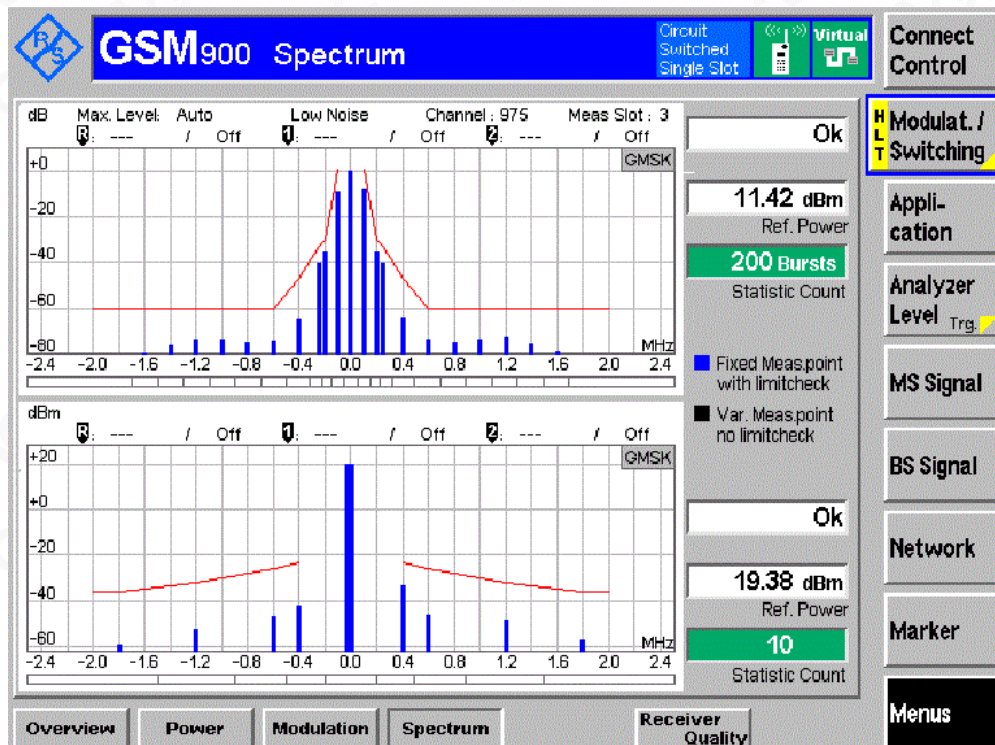 R S
GSM900 Spectrum
Circuit
Switched
Single Slot
Virtual
Connect
Control
dB Max. Level: Auto Low Noise Channel : 975 Meas Slot : 3
R : --- / Off 1 : --- / Off 2 : --- / Off
GMSK
+0
-20
-40
-60
-80
MHz
-2.4 -2.0 -1.6 -1.2 -0.8 -0.4 0.0 0.4 0.8 1.2 1.6 2.0 2.4
Ok
11.42 dBm
Ref. Power
200 Bursts
Statistic Count
Fixed Meas.point
with limitcheck
Var. Meas.point
no limitcheck
dBm
R : --- / Off 1 : --- / Off 2 : --- / Off
GMSK
+20
+0
-20
-40
-60
MHz
-2.4 -2.0 -1.6 -1.2 -0.8 -0.4 0.0 0.4 0.8 1.2 1.6 2.0 2.4
Ok
19.38 dBm
Ref. Power
10
Statistic Count
HLT
Modulat. /
Switching
Appli-
cation
Analyzer
Level Trg.
MS Signal
BS Signal
Network
Marker
Menus
Overview
Power
Modulation
Spectrum
Receiver
Quality